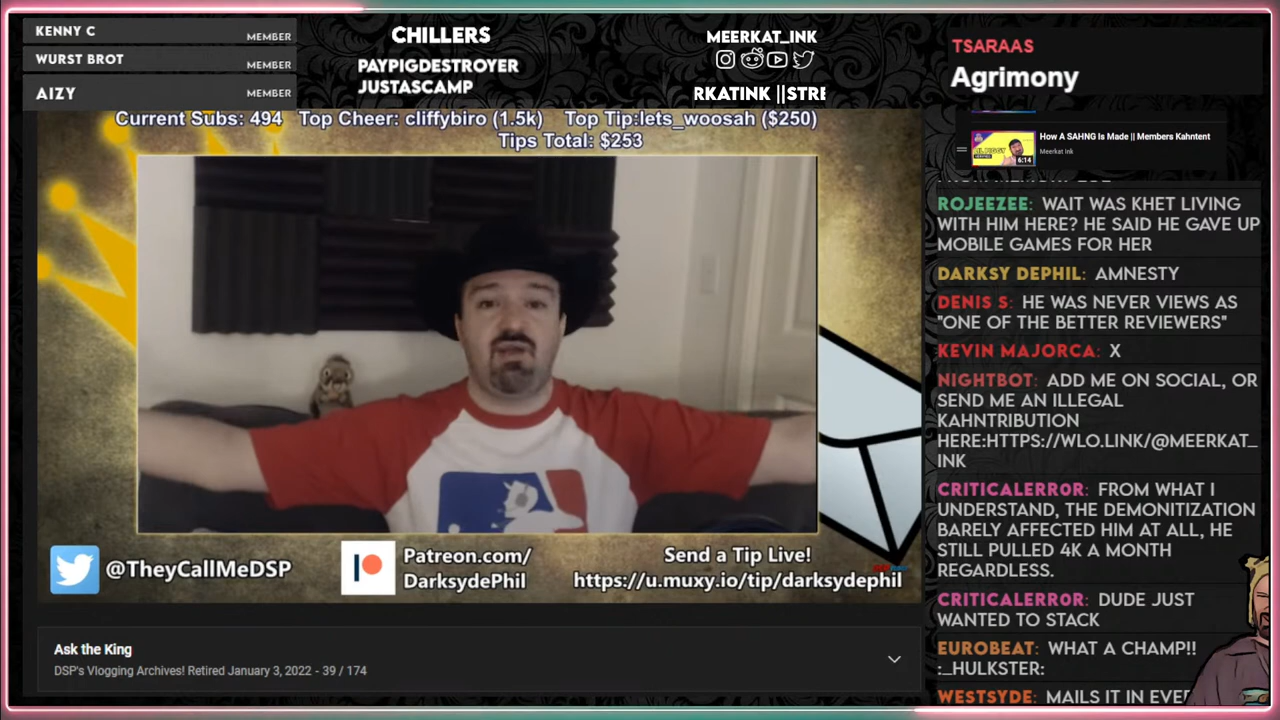 KENNY C
MEMBER
WURST BROT
MEMBER
AIZY
MEMBER
CHILLERS
PAYPIGDESTROYER
JUSTASCAMP
MEERKAT_INK
RKATINK ||STRE
TSARAAS
Agrimony
Current Subs: 494 Top Cheer: cliffybiro (1.5k) Top Tip:lets_woosah ($250)
Tips Total: $253
@TheyCallMeDSP
Patreon.com/
DarksydePhil
Send a Tip Live!
https://u.muxy.io/tip/darksydephil
Ask the King
DSP's Vlogging Archives! Retired January 3, 2022 - 39 / 174
How A SAHNG Is Made || Members Kahntent
Meerkat Ink
6:14
ROJEEZEE: WAIT WAS KHET LIVING
WITH HIM HERE? HE SAID HE GAVE UP
MOBILE GAMES FOR HER
DARKSY DEPHIL: AMNESTY
DENIS S: HE WAS NEVER VIEWS AS
"ONE OF THE BETTER REVIEWERS"
KEVIN MAJORCA: X
NIGHTBOT: ADD ME ON SOCIAL, OR
SEND ME AN ILLEGAL
KAHNTRIBUTION
HERE:HTTPS://WLO.LINK/@MEERKAT_
INK
CRITICALERR0R: FROM WHAT I
UNDERSTAND, THE DEMONITIZATION
BARELY AFFECTED HIM AT ALL, HE
STILL PULLED 4K A MONTH
REGARDLESS.
CRITICALERR0R: DUDE JUST
WANTED TO STACK
EUROBEAT: WHAT A CHAMP!!
:_HULKSTER:
WESTSYDE: MAILS IT IN EVE